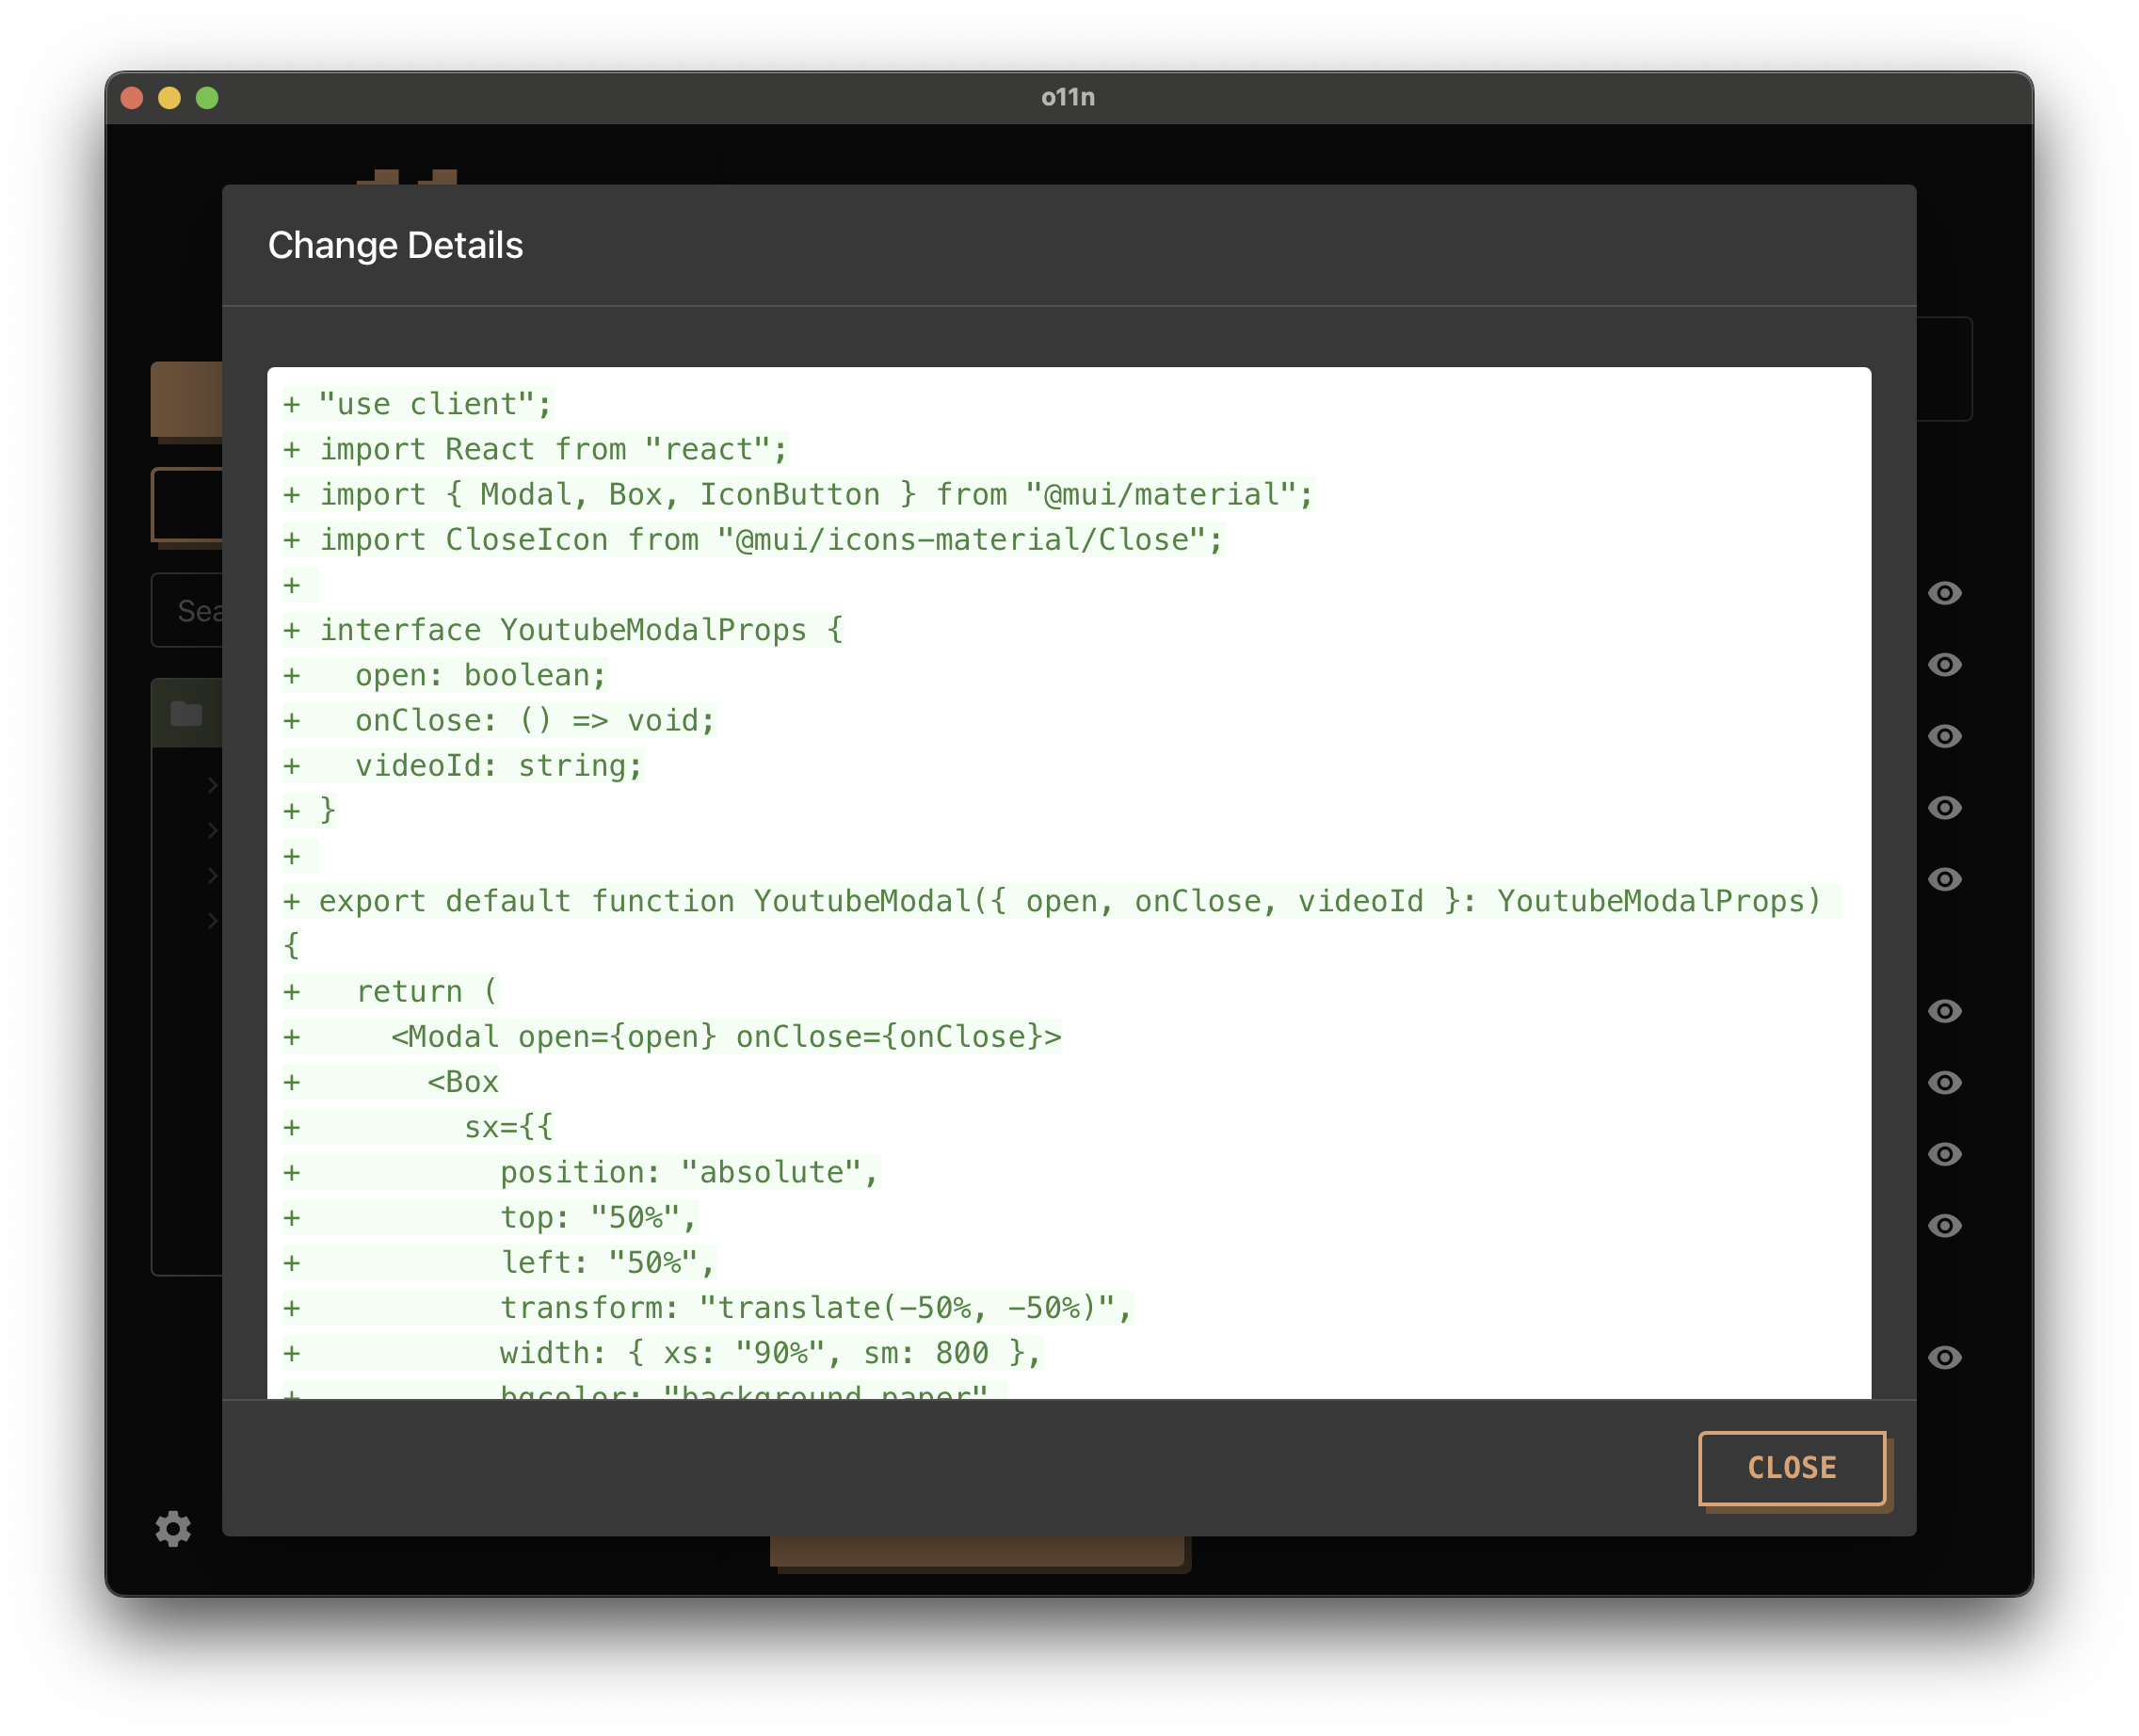 o11n
Change Details
Sea
+ "use client";
+ import React from "react";
+ import { Modal, Box, IconButton } from "@mui/material";
+ import CloseIcon from "@mui/icons-material/Close";
+
+ interface YoutubeModalProps {
+   open: boolean;
+   onClose: () => void;
+   videoId: string;
+ }
+
+ export default function YoutubeModal({ open, onClose, videoId }: YoutubeModalProps)
{
+   return (
+     <Modal open={open} onClose={onClose}>
+       <Box
+         sx={{
+           position: "absolute",
+           top: "50%",
+           left: "50%",
+           transform: "translate(-50%, -50%)",
+           width: { xs: "90%", sm: 800 },
+           bgcolor: "background.paper",
CLOSE